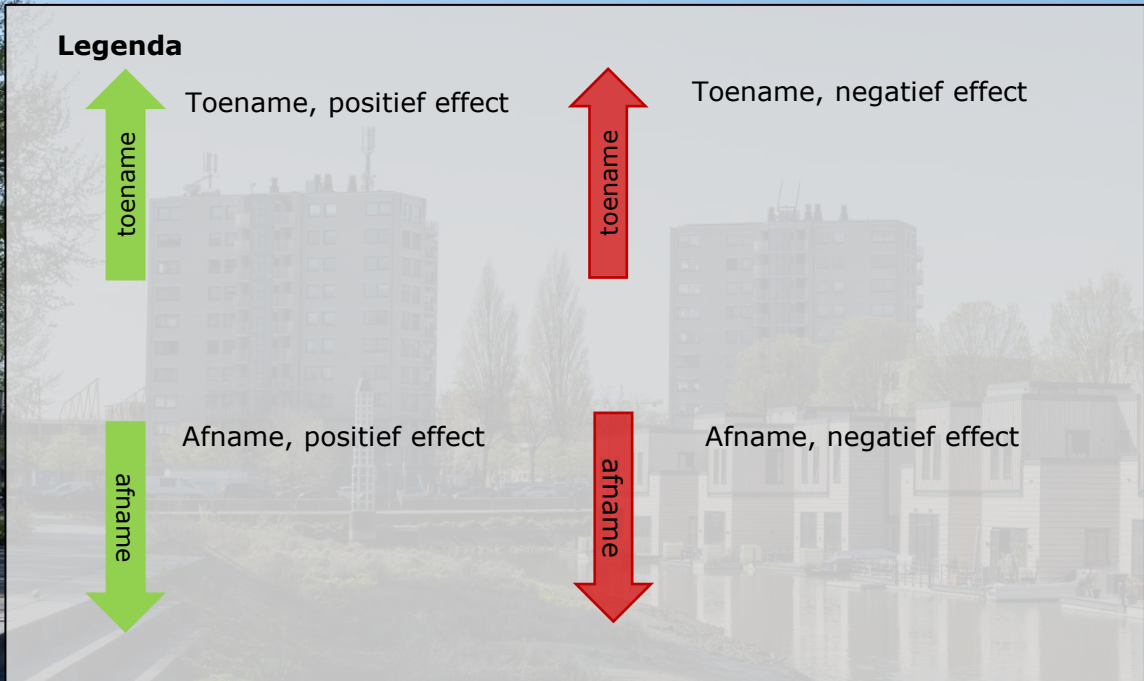 Legenda
toename
Toename, positief effect
toename
Toename, negatief effect
afname
Afname, positief effect
afname
Afname, negatief effect